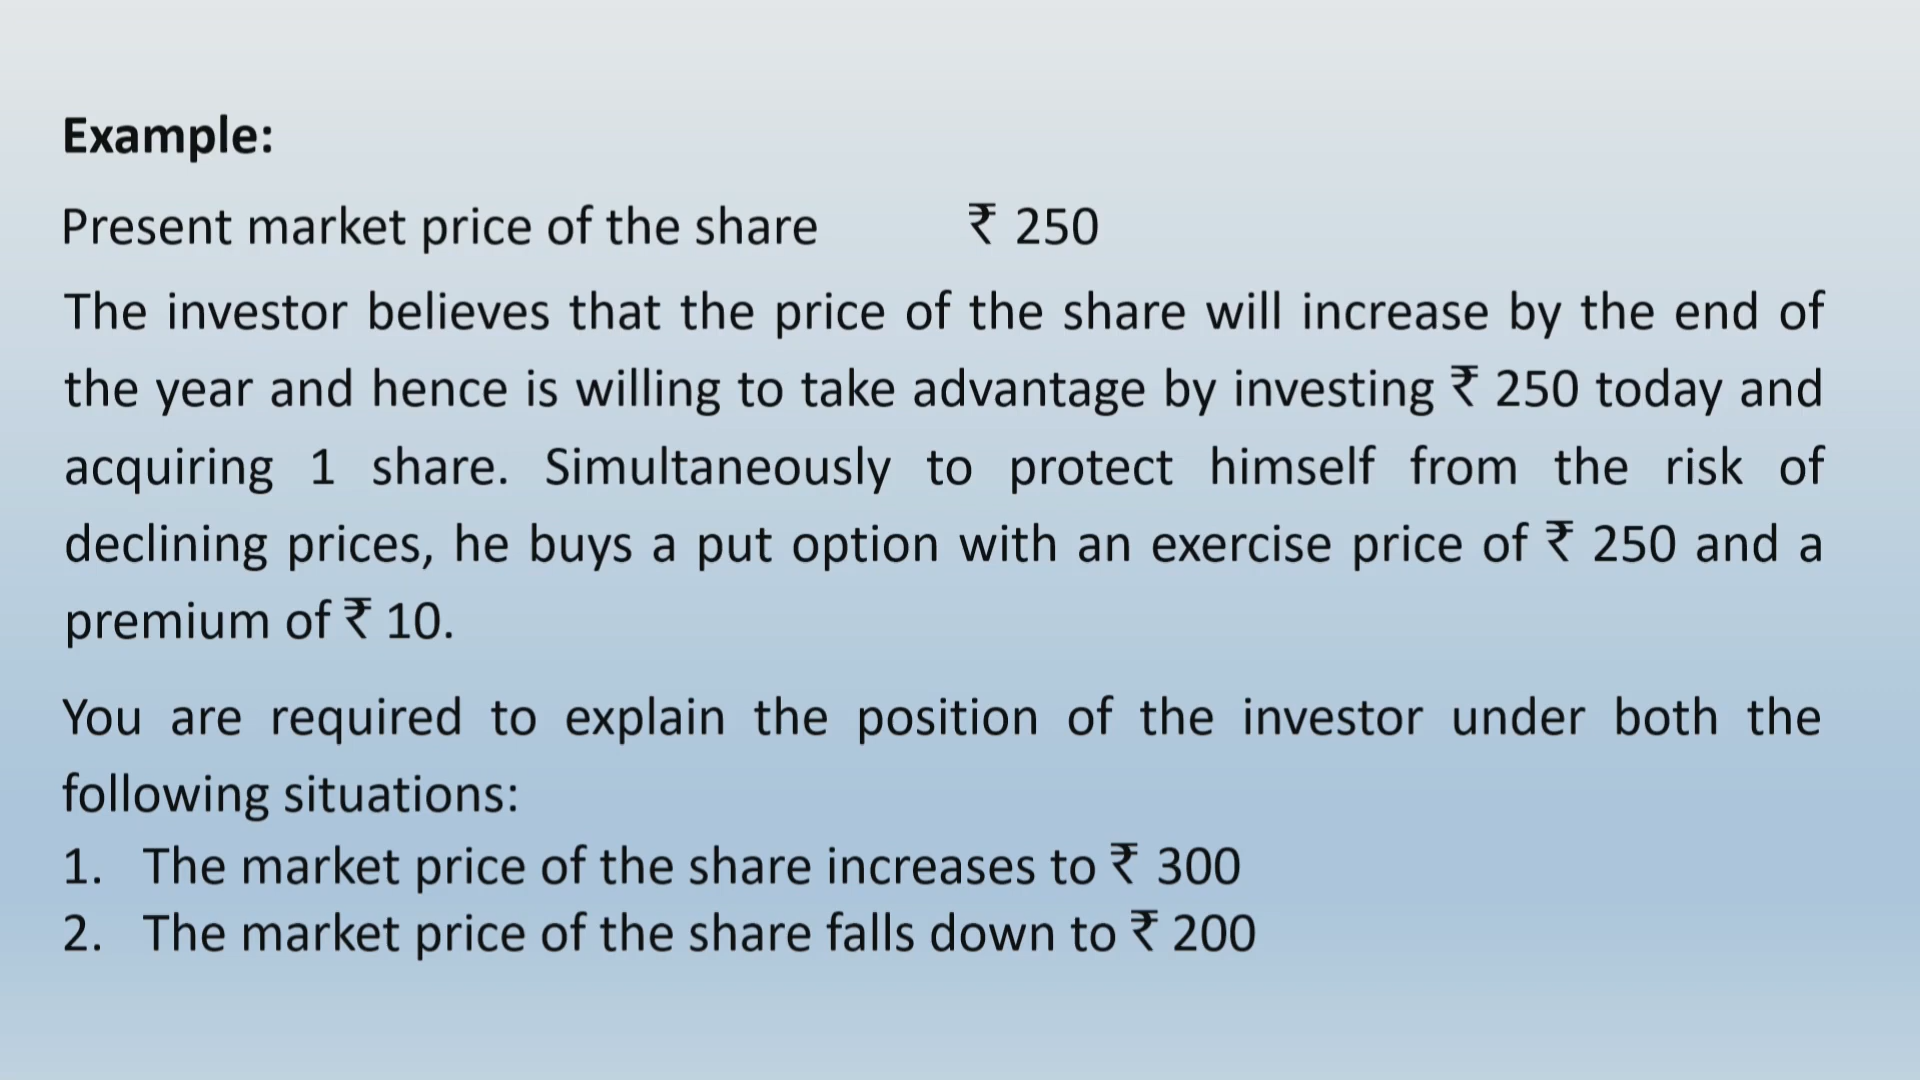 Example:
Present market price of the share ₹ 250
The investor believes that the price of the share will increase by the end of
the year and hence is willing to take advantage by investing ₹ 250 today and
acquiring 1 share. Simultaneously to protect himself from the risk of
declining prices, he buys a put option with an exercise price of ₹ 250 and a
premium of ₹ 10.
You are required to explain the position of the investor under both the
following situations:
1. The market price of the share increases to ₹ 300
2. The market price of the share falls down to ₹ 200